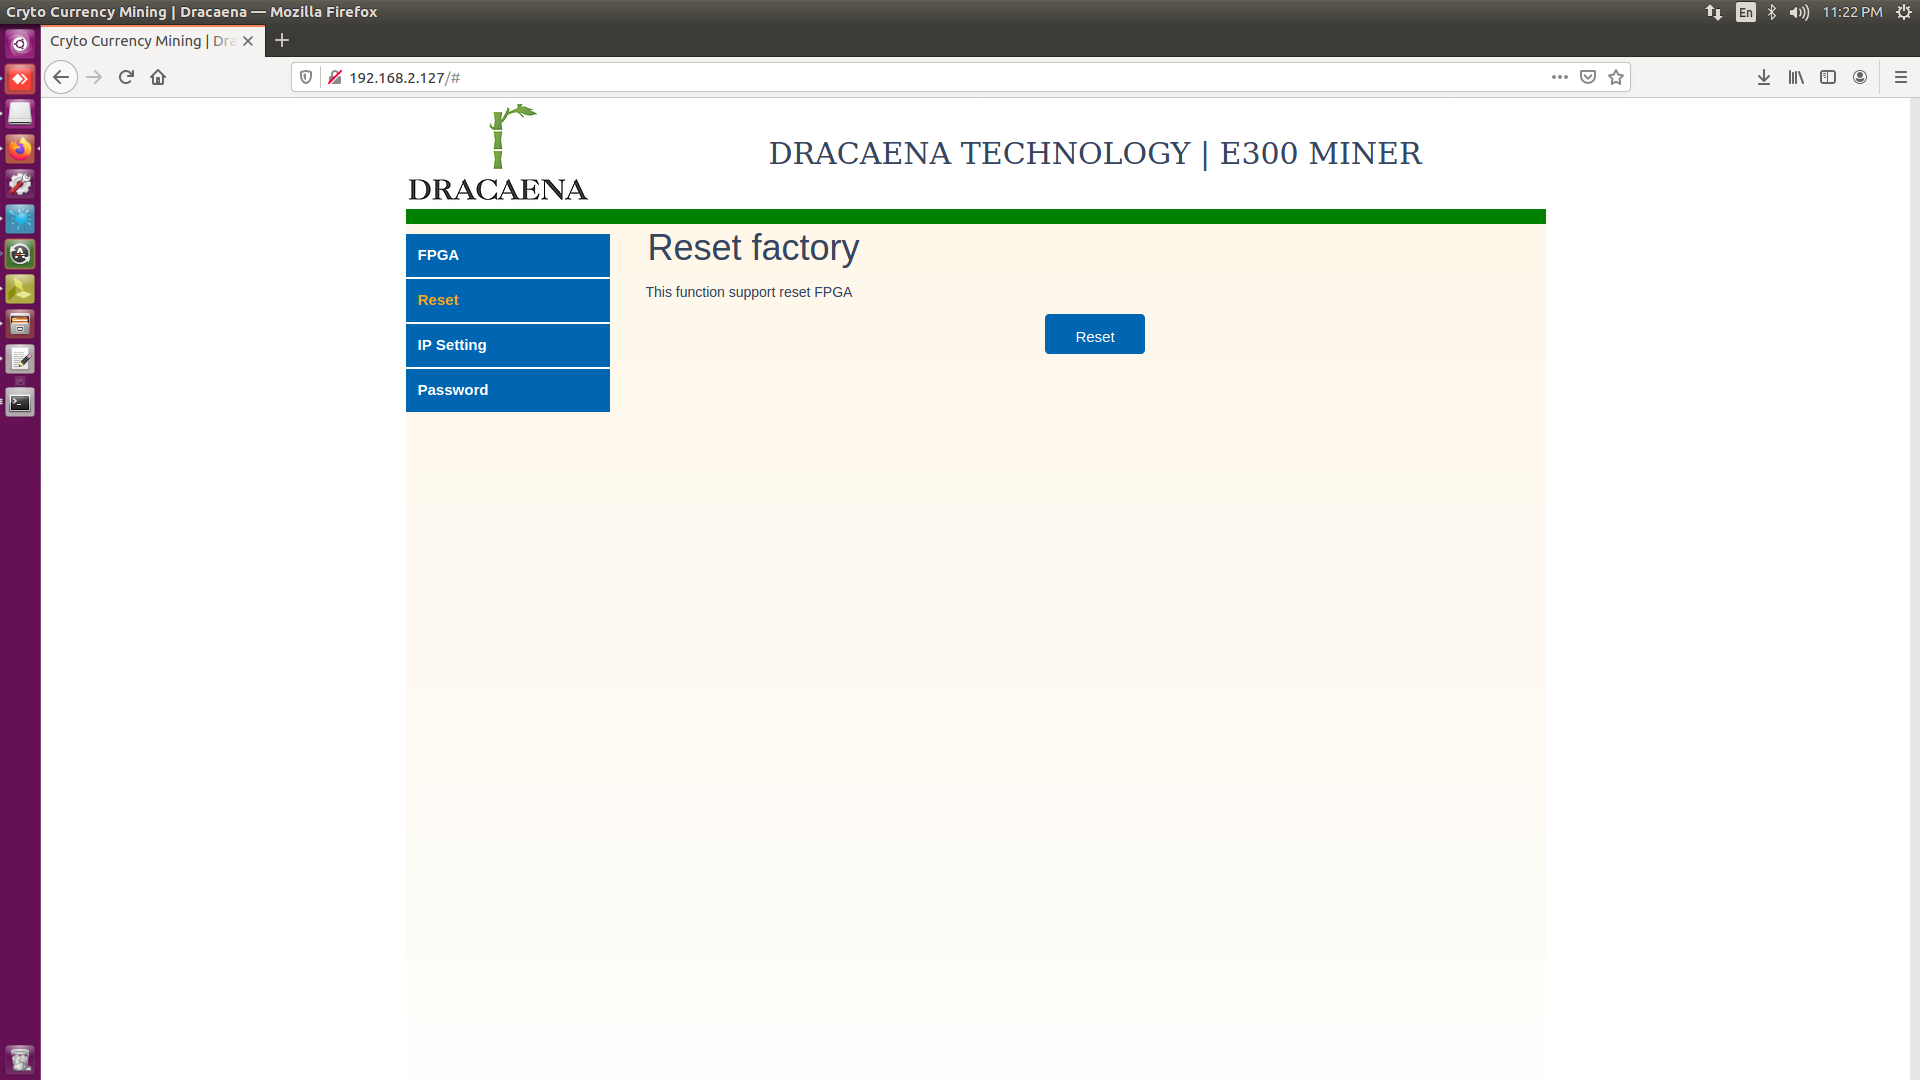 Cryto Currency Mining | Dracaena — Mozilla Firefox
En
11:22 PM
Cryto Currency Mining | Dra
192.168.2.127/#
DRACAENA
DRACAENA TECHNOLOGY | E300 MINER
FPGA
Reset
IP Setting
Password
Reset factory
This function support reset FPGA
Reset